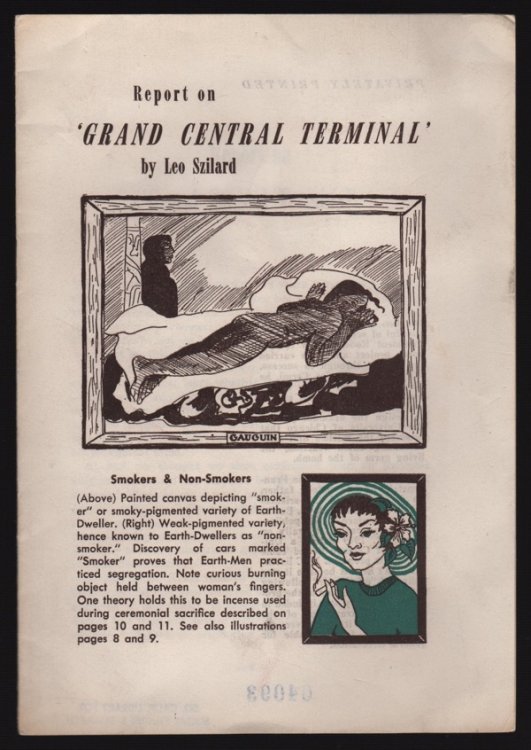 Report on
‘GRAND CENTRAL TERMINAL’
by Leo Szilard
GAUGUIN
Smokers & Non-Smokers
(Above) Painted canvas depicting "smok-
er" or smoky-pigmented variety of Earth-
Dweller. (Right) Weak-pigmented variety,
hence known to Earth-Dwellers as "non-
smoker." Discovery of cars marked
"Smoker" proves that Earth-Men prac-
ticed segregation. Note curious burning
object held between woman's fingers.
One theory holds this to be incense used
during ceremonial sacrifice described on
pages 10 and 11. See also illustrations
pages 8 and 9.